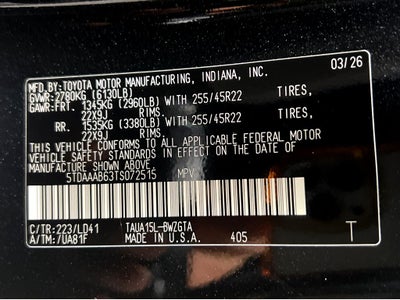 MFD. BY:TOYOTA MOTOR MANUFACTURING, INDIANA, INC. 03/26
GVWR: 2780KG (6130LB)
GAWR:FRT. 1345KG (2960LB) WITH 255/45R22 TIRES,
22X9J RIMS.
RR. 1535KG (3380LB) WITH 255/45R22 TIRES,
22X9J RIMS.
THIS VEHICLE CONFORMS TO ALL APPLICABLE FEDERAL MOTOR
VEHICLE SAFETY STANDARDS IN EFFECT ON THE DATE OF
MANUFACTURE SHOWN ABOVE.
5TDAAAB63TS072515 MPV
C/TR:223/LD41 TAUA15L-BWZGTA T
A/TM:/UA81F MADE IN U.S.A. 405